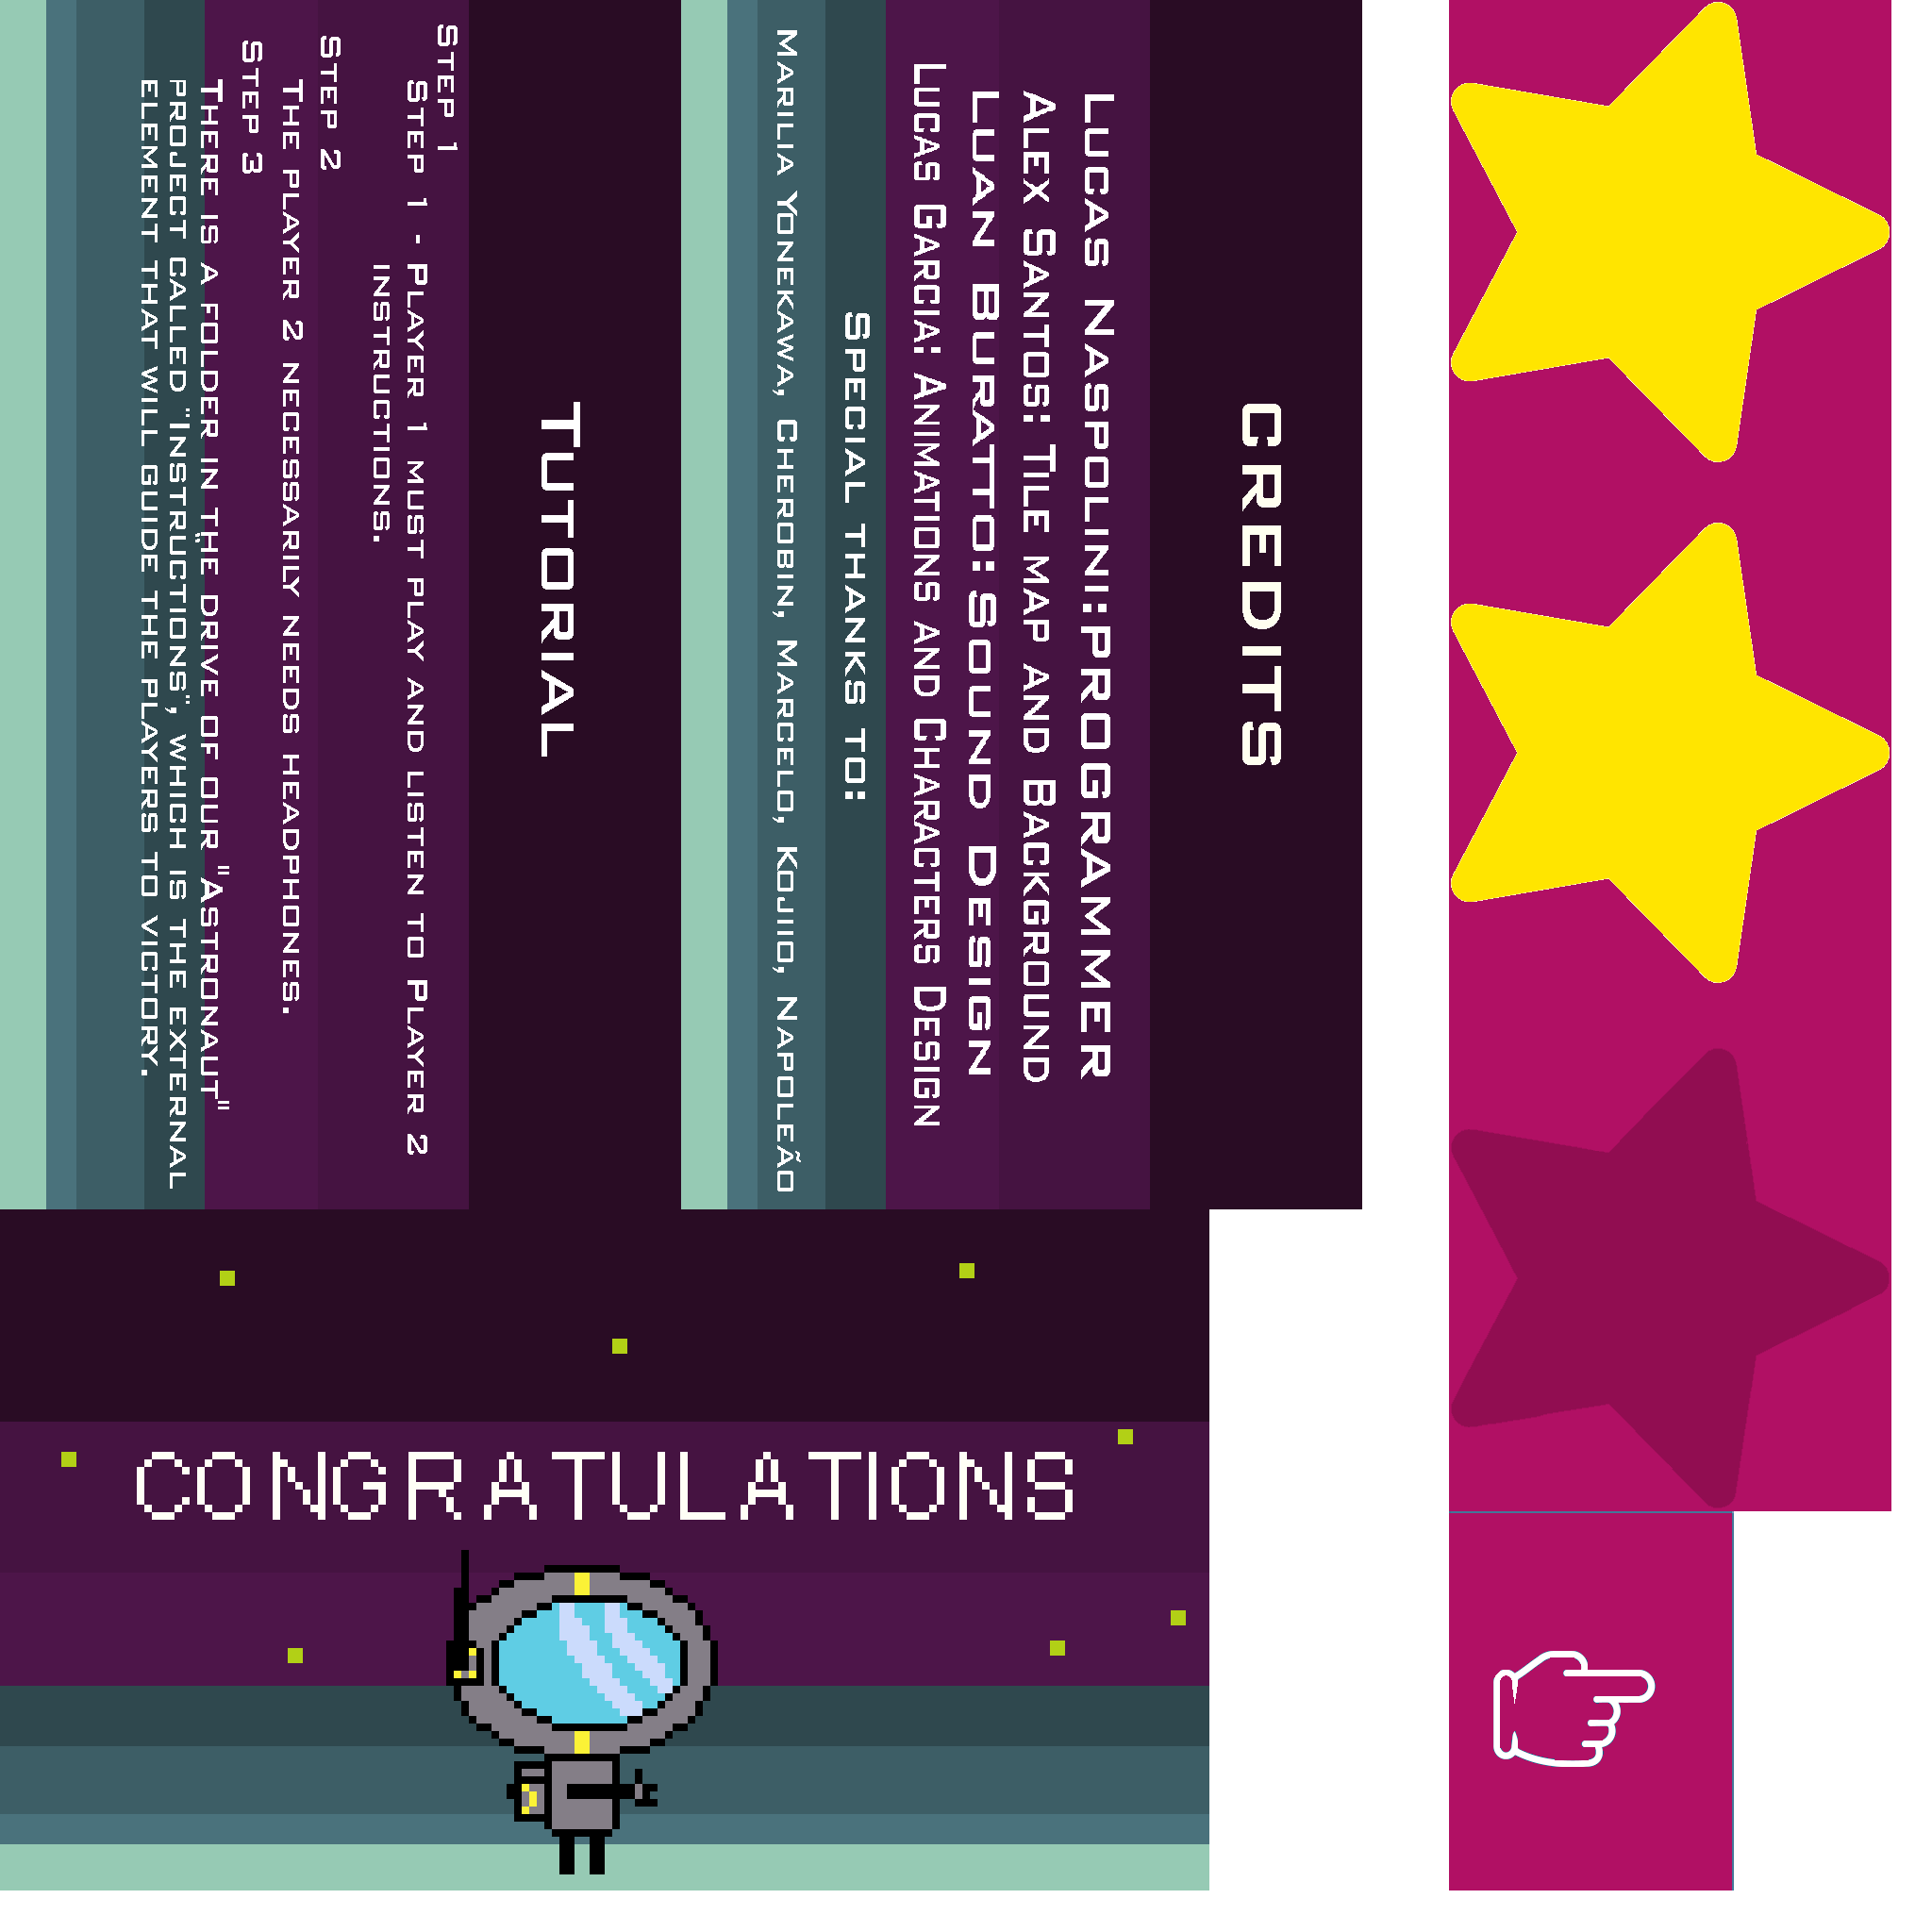 TUTORIAL
STEP 1
STEP 1 - PLAYER 1 MUST PLAY AND LISTEN TO PLAYER 2
INSTRUCTIONS.
STEP 2
THE PLAYER 2 NECESSARILY NEEDS HEADPHONES.
STEP 3
THERE IS A FOLDER IN THE DRIVE OF OUR "ASTRONAUT"
PROJECT CALLED "INSTRUCTIONS", WHICH IS THE EXTERNAL
ELEMENT THAT WILL GUIDE THE PLAYERS TO VICTORY.
CREDITS
LUCAS NASPOLINI:PROGRAMMER
ALEX SANTOS: TILE MAP AND BACKGROUND
LUAN BURATTO:SOUND DESIGN
LUCAS GARCIA: ANIMATIONS AND CHARACTERS DESIGN
SPECIAL THANKS TO:
MARILIA YONEKAWA, CHEROBIN, MARCELO, KOJIIO, NAPOLEÃO
CONGRATULATIONS